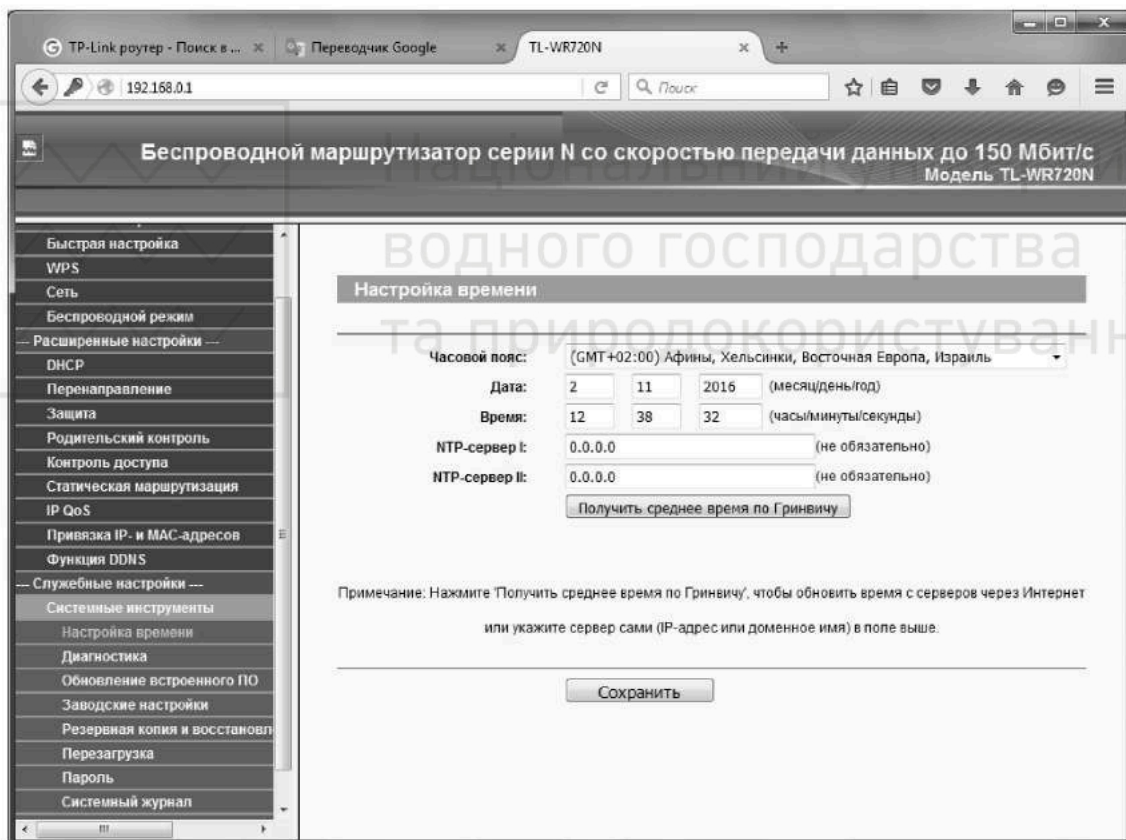 TP-Link роутер - Поиск в ...
Переводчик Google
TL-WR720N
192.168.0.1
Поиск
Беспроводной маршрутизатор серии N со скоростью передачи данных до 150 Мбит/с
Модель TL-WR720N
Національний
водного господарства
та природокористуванн
Быстрая настройка
WPS
Сеть
Беспроводной режим
--- Расширенные настройки ---
DHCP
Перенаправление
Защита
Родительский контроль
Контроль доступа
Статическая маршрутизация
IP QoS
Привязка IP- и MAC-адресов
Функция DDNS
--- Служебные настройки ---
Системные инструменты
Настройка времени
Диагностика
Обновление встроенного ПО
Заводские настройки
Резервная копия и восстановл
Перезагрузка
Пароль
Системный журнал
Настройка времени
Часовой пояс: (GMT+02:00) Афины, Хельсинки, Восточная Европа, Израиль
Дата: 2 11 2016 (месяц/день/год)
Время: 12 38 32 (часы/минуты/секунды)
NTP-сервер I: 0.0.0.0 (не обязательно)
NTP-сервер II: 0.0.0.0 (не обязательно)
Получить среднее время по Гринвичу
Примечание: Нажмите 'Получить среднее время по Гринвичу', чтобы обновить время с серверов через Интернет
или укажите сервер сами (IP-адрес или доменное имя) в поле выше.
Сохранить